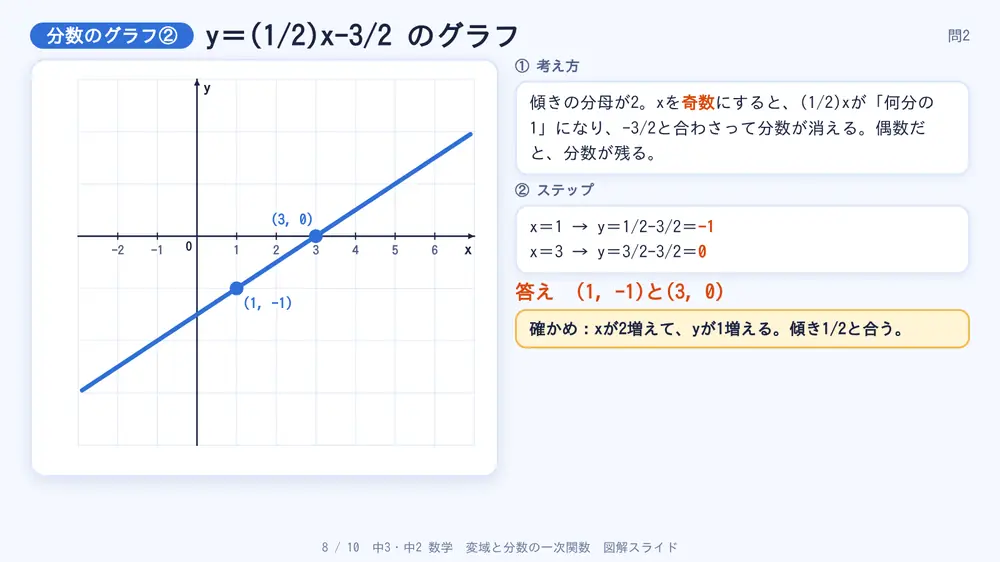 分数のグラフ② y＝(1/2)x−3/2 のグラフ
問2
y
(3, 0)
-2 -1 0 1 2 3 4 5 6 x
(1, -1)
① 考え方
傾きの分母が2。xを奇数にすると、(1/2)xが「何分の
1」になり、−3/2と合わさって分数が消える。偶数だ
と、分数が残る。
② ステップ
x＝1 → y＝1/2−3/2＝−1
x＝3 → y＝3/2−3/2＝0
答え　(1, −1)と(3, 0)
確かめ：xが2増えて、yが1増える。傾き1/2と合う。
8 / 10　中3・中2 数学　変域と分数の一次関数　図解スライド